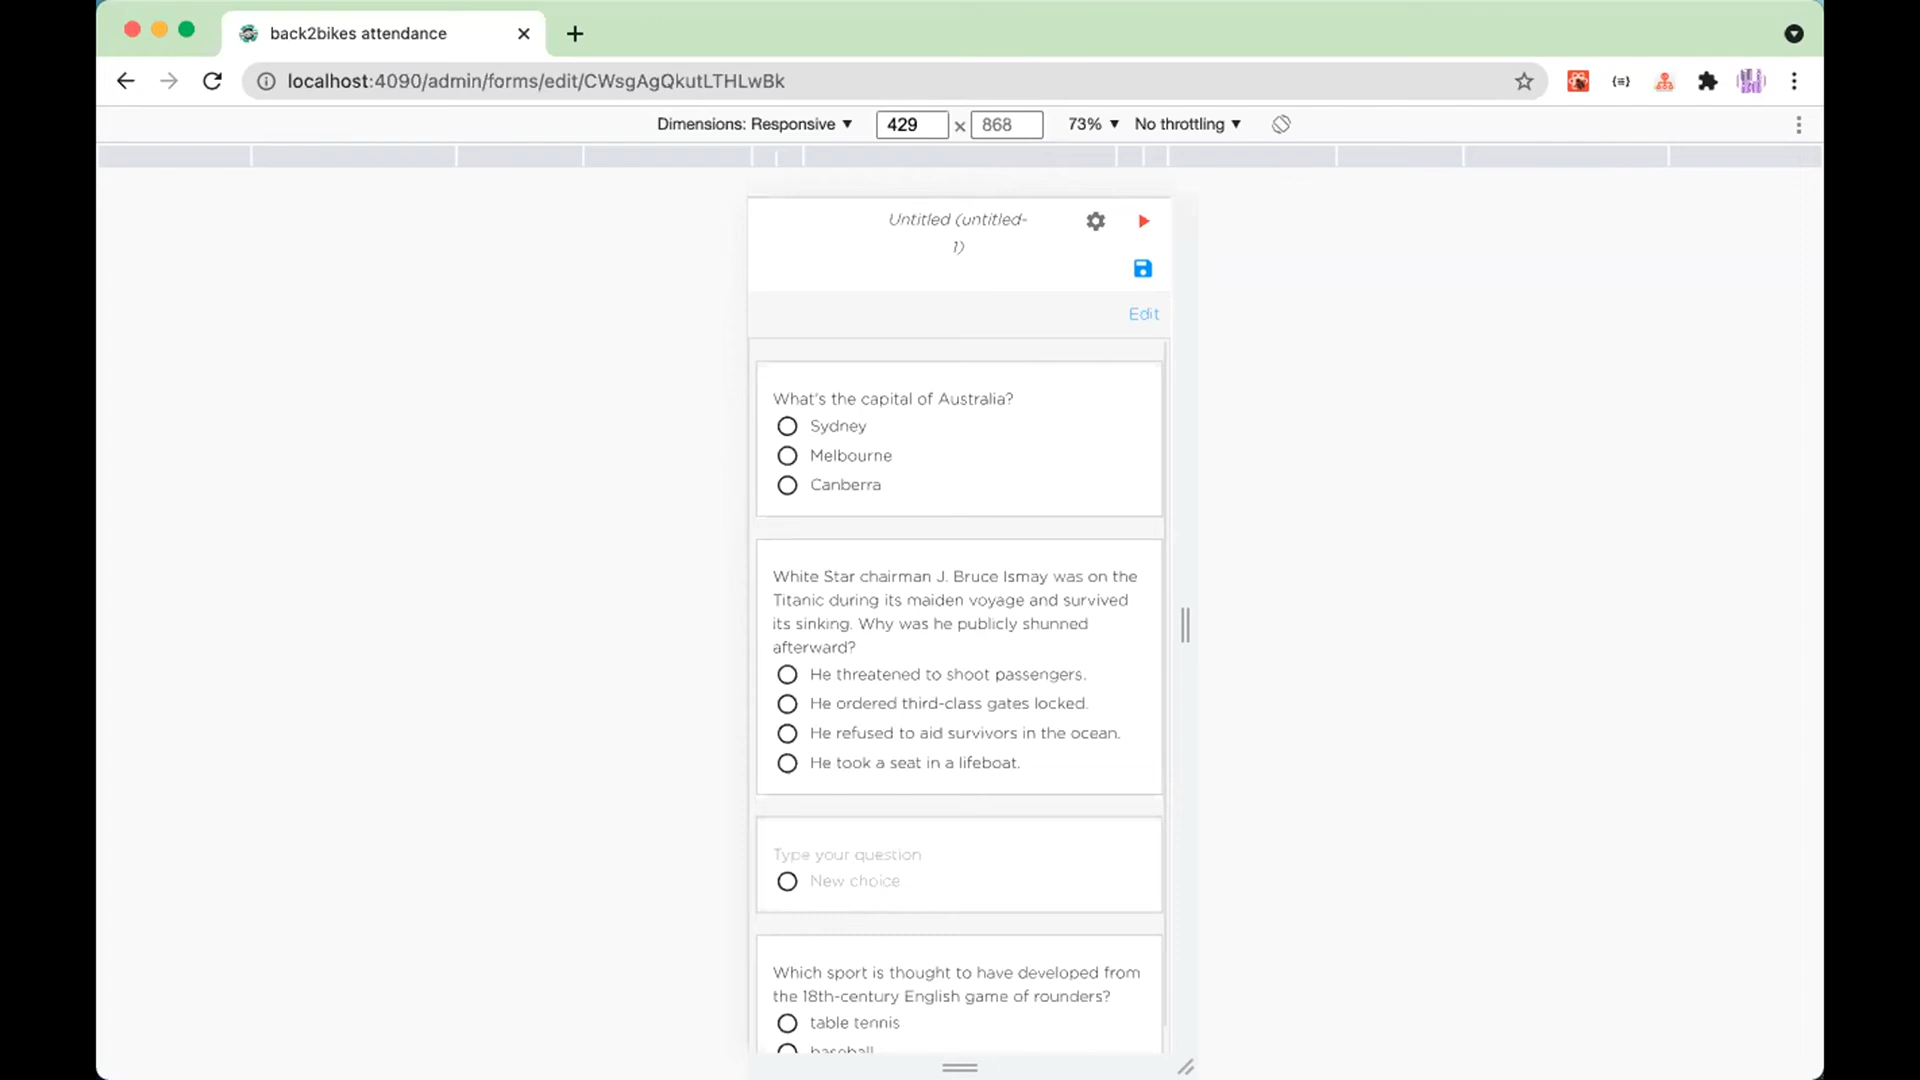 back2bikes attendance
localhost:4090/admin/forms/edit/CWsgAgQkutLTHLwBk
Dimensions: Responsive ▼ 429 × 868 73% ▼ No throttling ▼
Untitled (untitled-
1)
Edit
What's the capital of Australia?
Sydney
Melbourne
Canberra
White Star chairman J. Bruce Ismay was on the
Titanic during its maiden voyage and survived
its sinking. Why was he publicly shunned
afterward?
He threatened to shoot passengers.
He ordered third-class gates locked.
He refused to aid survivors in the ocean.
He took a seat in a lifeboat.
Type your question
New choice
Which sport is thought to have developed from
the 18th-century English game of rounders?
table tennis
baseball